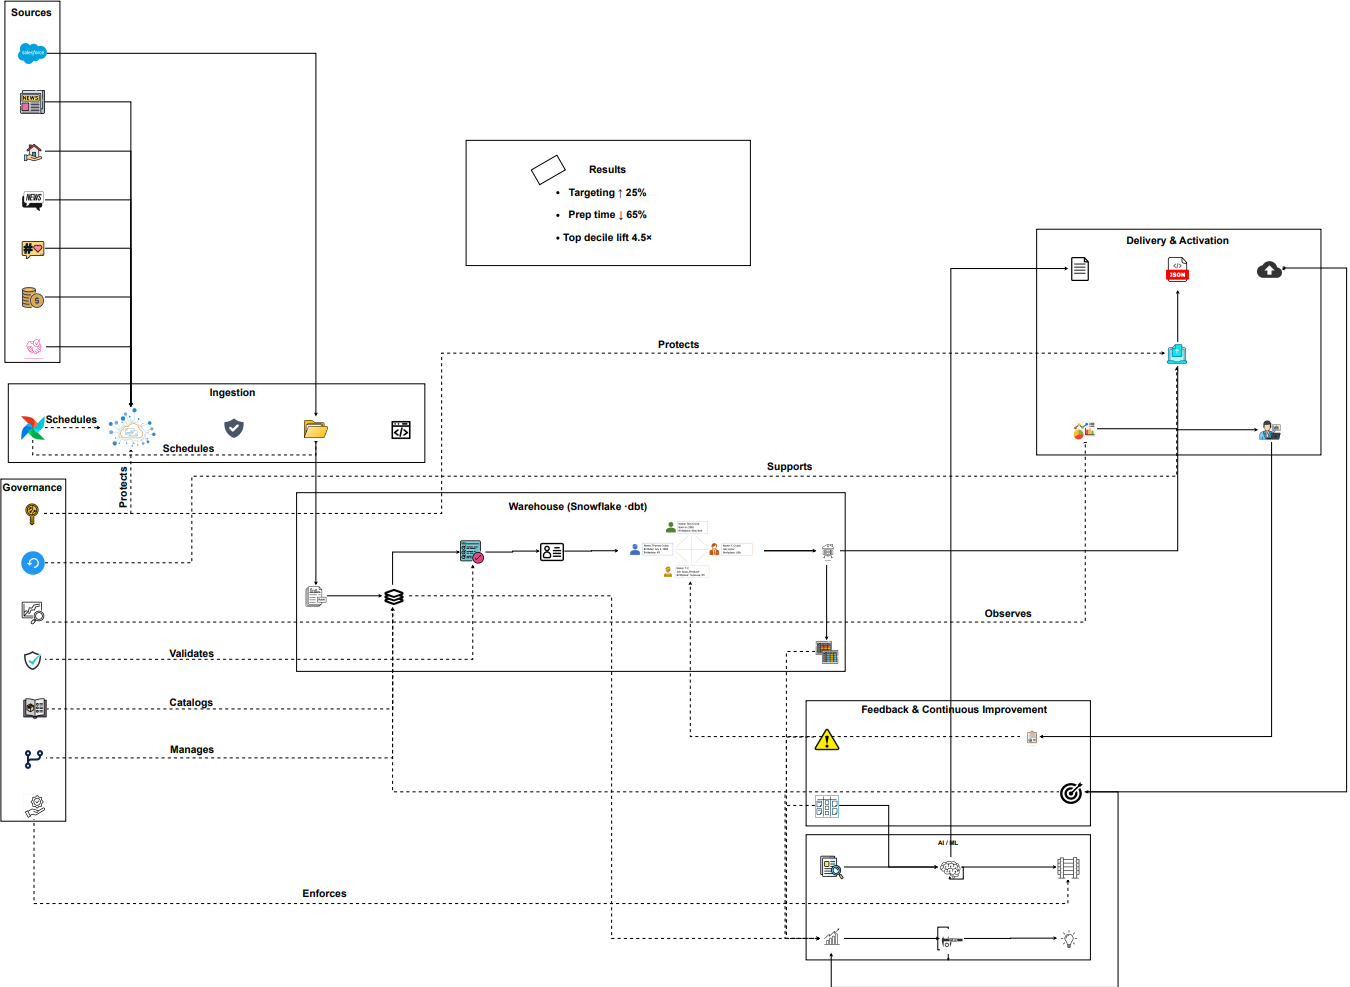 Sources
salesforce
NEWS
NEWS
Results
• Targeting ↑ 25%
• Prep time ↓ 65%
• Top decile lift 4.5×
Delivery & Activation
JSON
Protects
Ingestion
Schedules
Schedules
Protects
Supports
Governance
Warehouse (Snowflake ·dbt)
Observes
Validates
Catalogs
Manages
Feedback & Continuous Improvement
AI / ML
Enforces